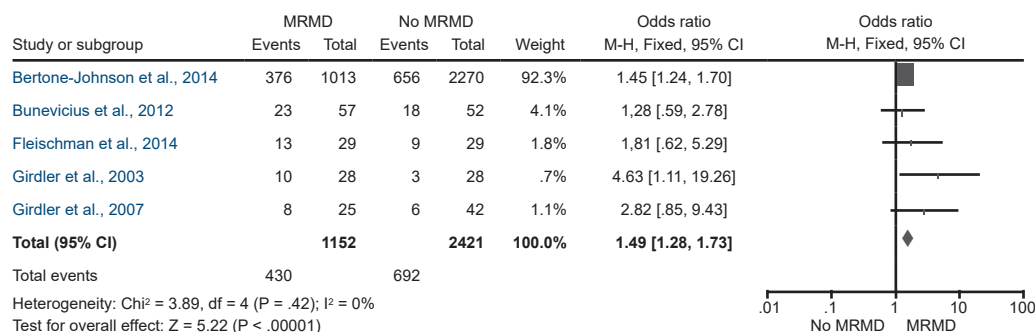 MRMD No MRMD Odds ratio Odds ratio
Study or subgroup Events Total Events Total Weight M-H, Fixed, 95% CI M-H, Fixed, 95% CI
Bertone-Johnson et al., 2014 376 1013 656 2270 92.3% 1.45 [1.24, 1.70]
Bunevicius et al., 2012 23 57 18 52 4.1% 1,28 [.59, 2.78]
Fleischman et al., 2014 13 29 9 29 1.8% 1,81 [.62, 5.29]
Girdler et al., 2003 10 28 3 28 .7% 4.63 [1.11, 19.26]
Girdler et al., 2007 8 25 6 42 1.1% 2.82 [.85, 9.43]
Total (95% CI) 1152 2421 100.0% 1.49 [1.28, 1.73]
Total events 430 692
Heterogeneity: Chi² = 3.89, df = 4 (P = .42); I² = 0%
Test for overall effect: Z = 5.22 (P < .00001)
.01 .1 1 10 100
No MRMD MRMD